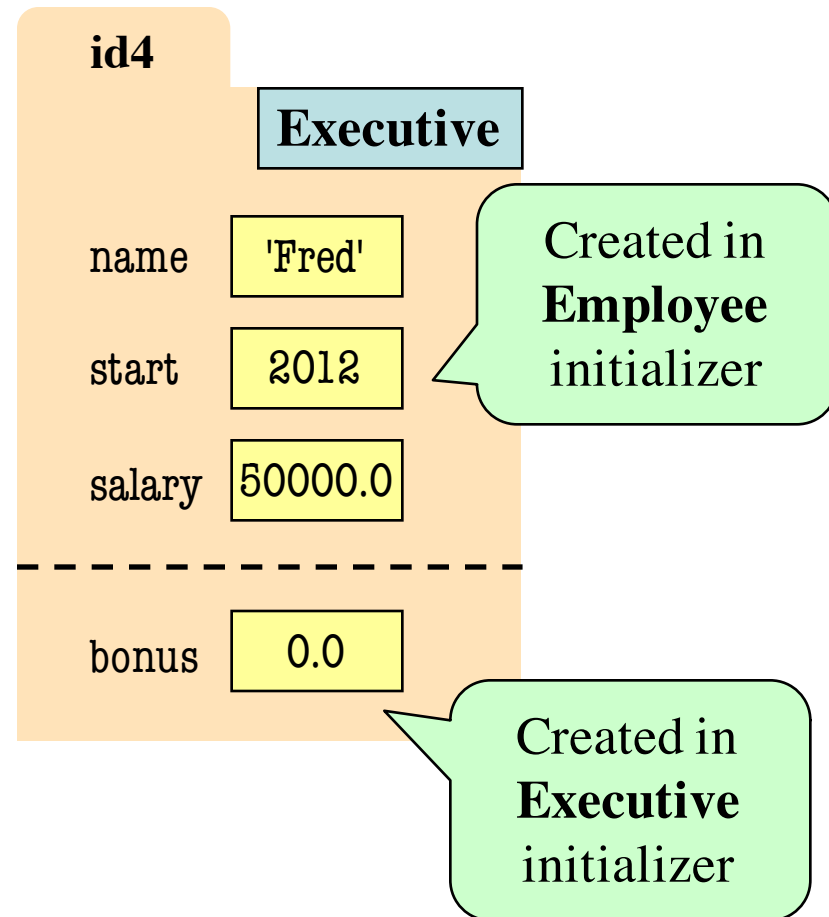 id4
Executive
name 'Fred'
start 2012
salary 50000.0
Created in
Employee
initializer
bonus 0.0
Created in
Executive
initializer